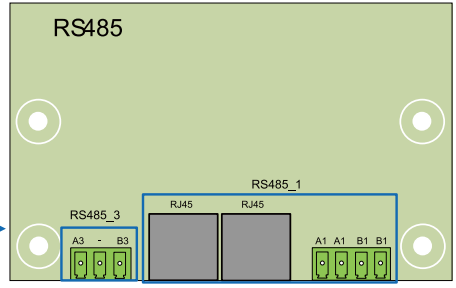 RS485
RS485_1
RJ45 RJ45
RS485_3
A3 - B3
A1 A1 B1 B1